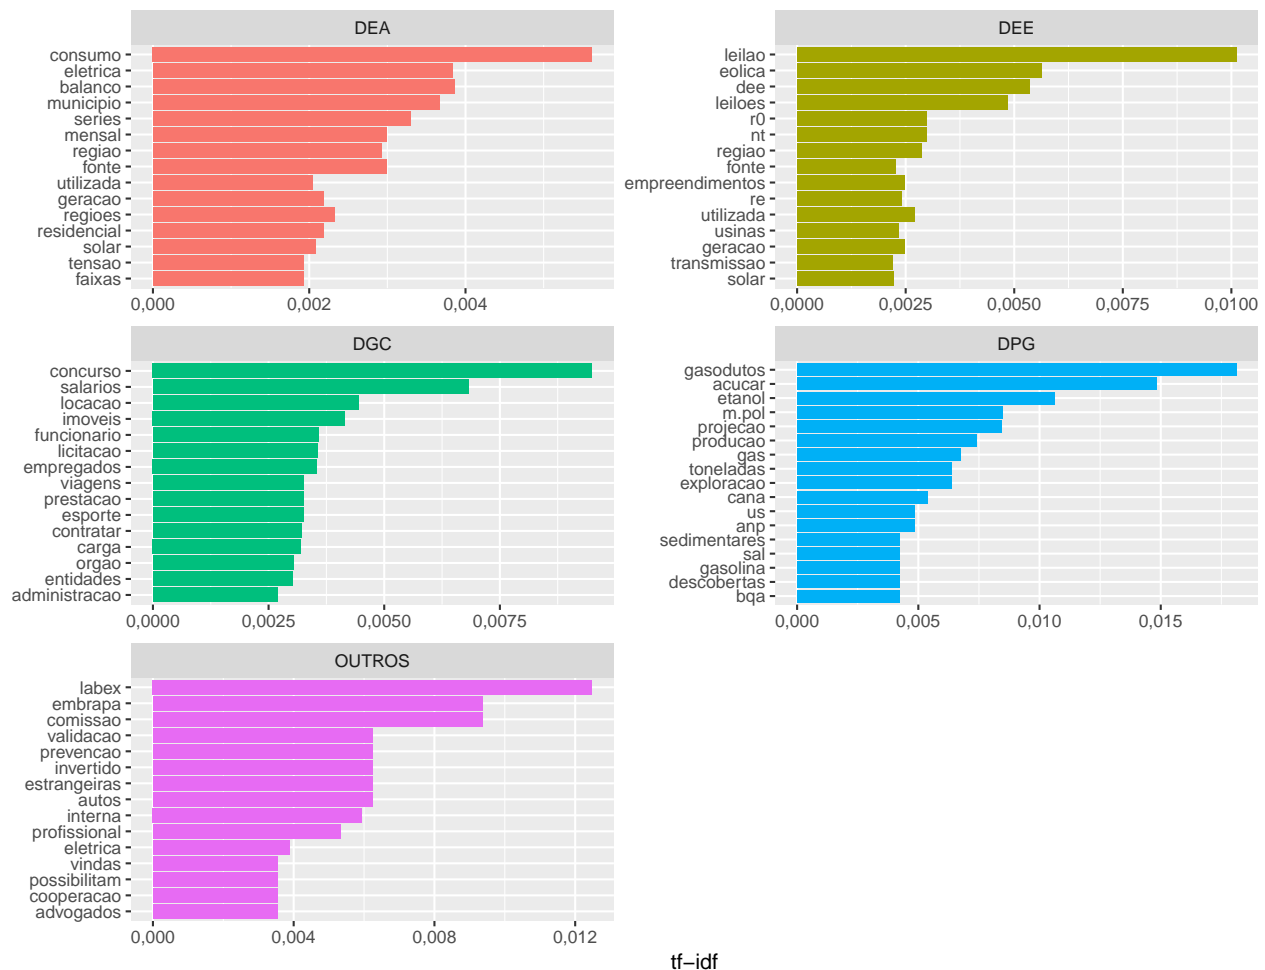 DEA
consumo
eletrica
balanco
municipio
series
mensal
regiao
fonte
utilizada
geracao
regioes
residencial
solar
tensao
faixas
0,000 0,002 0,004
DEE
leilao
eolica
dee
leiloes
r0
nt
regiao
fonte
empreendimentos
re
utilizada
usinas
geracao
transmissao
solar
0,0000 0,0025 0,0050 0,0075 0,0100
DGC
concurso
salarios
locacao
imoveis
funcionario
licitacao
empregados
viagens
prestacao
esporte
contratar
carga
orgao
entidades
administracao
0,0000 0,0025 0,0050 0,0075
DPG
gasodutos
acucar
etanol
m.pol
projecao
producao
gas
toneladas
exploracao
cana
us
anp
sedimentares
sal
gasolina
descobertas
bqa
0,000 0,005 0,010 0,015
OUTROS
labex
embrapa
comissao
validacao
prevencao
invertido
estrangeiras
autos
interna
profissional
eletrica
vindas
possibilitam
cooperacao
advogados
0,000 0,004 0,008 0,012
tf−idf